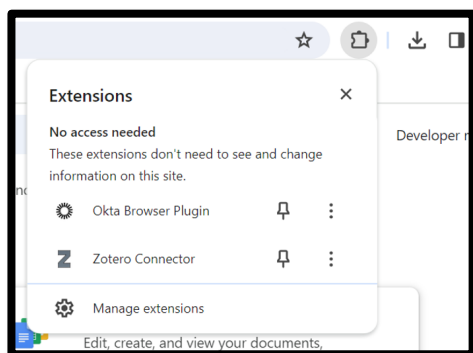 Extensions
No access needed
These extensions don't need to see and change
information on this site.
Developer
Okta Browser Plugin
Zotero Connector
Manage extensions
Edit, create, and view your documents,